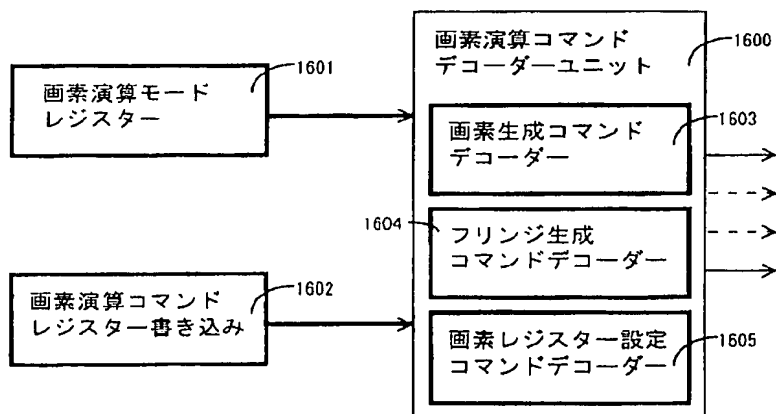 画素演算モード
レジスター
1601
画素演算コマンド
レジスター書き込み
1602
画素演算コマンド
デコーダーユニット
1600
画素生成コマンド
デコーダー
1603
1604
フリンジ生成
コマンドデコーダー
画素レジスター設定
コマンドデコーダー
1605